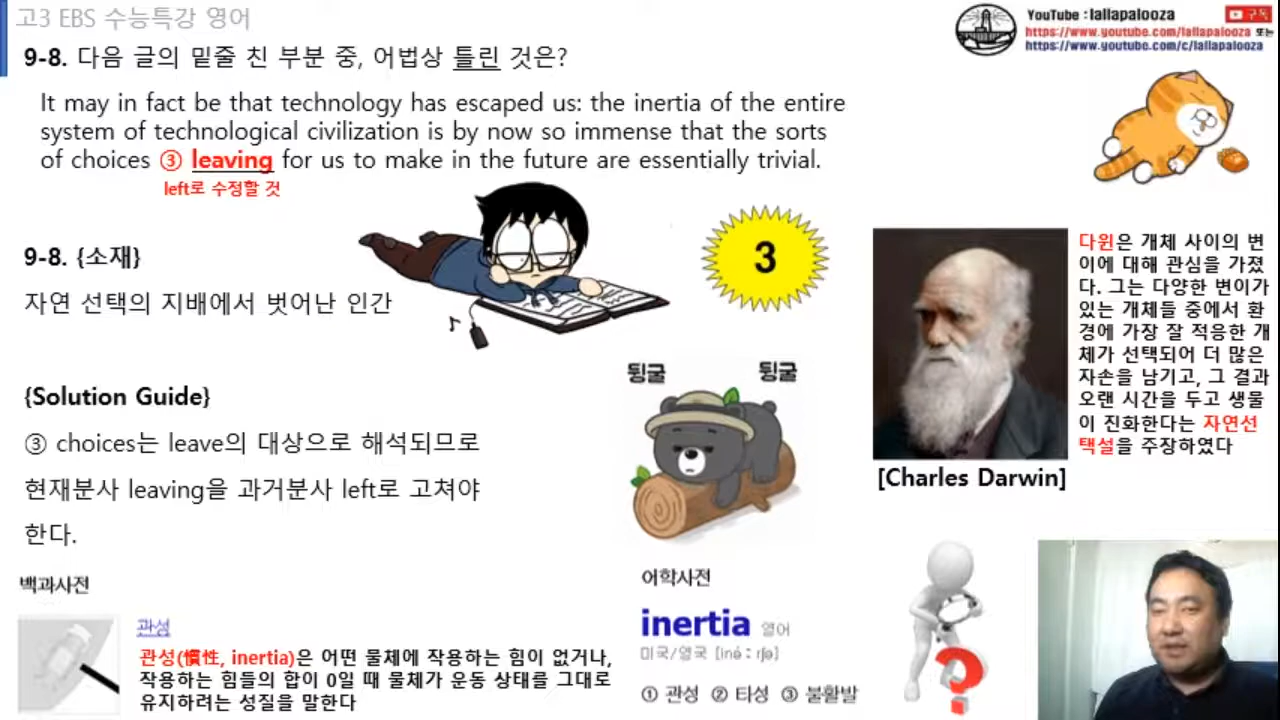 고3 EBS 수능특강 영어
YouTube : lallapalooza
구독
https://www.youtube.com/lallapalooza 또는
https://www.youtube.com/c/lallapalooza
9-8. 다음 글의 밑줄 친 부분 중, 어법상 틀린 것은?
It may in fact be that technology has escaped us: the inertia of the entire
system of technological civilization is by now so immense that the sorts
of choices ③ leaving for us to make in the future are essentially trivial.
left로 수정할 것
9-8. {소재}
자연 선택의 지배에서 벗어난 인간
3
다윈은 개체 사이의 변
이에 대해 관심을 가졌
다. 그는 다양한 변이가
있는 개체들 중에서 환
경에 가장 잘 적응한 개
체가 선택되어 더 많은
자손을 남기고, 그 결과
오랜 시간을 두고 생물
이 진화한다는 자연선
택설을 주장하였다
[Charles Darwin]
{Solution Guide}
③ choices는 leave의 대상으로 해석되므로
현재분사 leaving을 과거분사 left로 고쳐야
한다.
뒹굴 뒹굴
백과사전
관성
관성(慣性, inertia)은 어떤 물체에 작용하는 힘이 없거나,
작용하는 힘들의 합이 0일 때 물체가 운동 상태를 그대로
유지하려는 성질을 말한다
어학사전
inertia 영어
미국/영국 [inə́ːrʃə]
① 관성 ② 타성 ③ 불활발